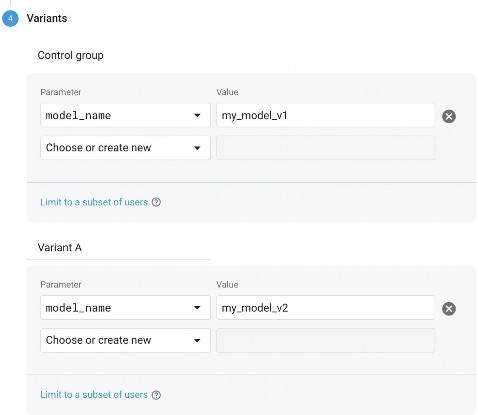 4 Variants
Control group
Parameter Value
model_name my_model_v1
Choose or create new
Limit to a subset of users ?
Variant A
Parameter Value
model_name my_model_v2
Choose or create new
Limit to a subset of users ?